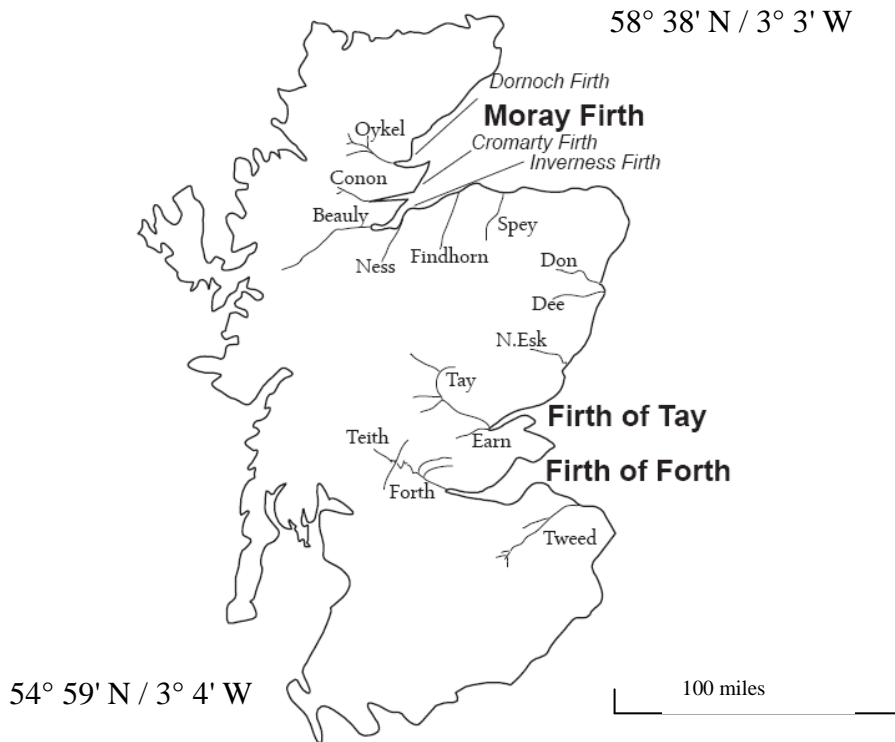 58° 38' N / 3° 3' W
Dornoch Firth
Moray Firth
Oykel
Cromarty Firth
Inverness Firth
Conon
Beauly
Spey
Findhorn
Ness
Don
Dee
N.Esk
Tay
Firth of Tay
Teith
Earn
Firth of Forth
Forth
Tweed
54° 59' N / 3° 4' W
100 miles